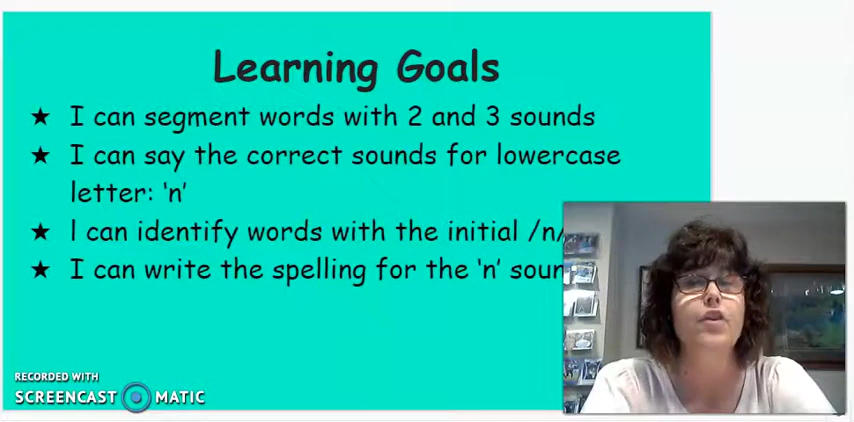 Learning Goals
★ I can segment words with 2 and 3 sounds
★ I can say the correct sounds for lowercase
letter: ‘n’
★ I can identify words with the initial /n/
★ I can write the spelling for the ‘n’
RECORDED WITH
SCREENCAST MATIC